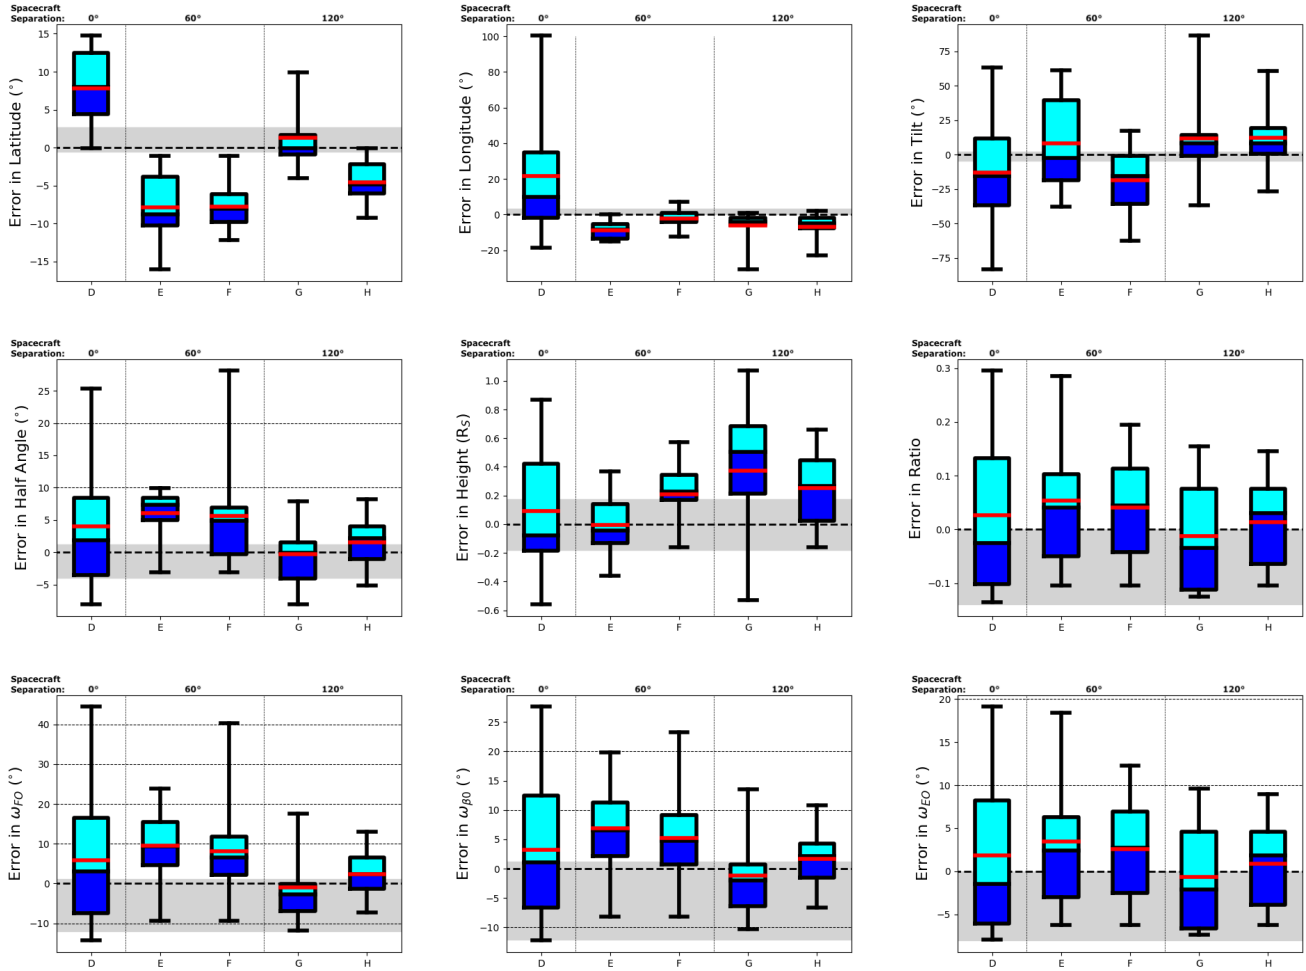 Spacecraft
Separation: 0° 60° 120°
Error in Latitude (°)
15
10
5
0
−5
−10
−15
D E F G H
Spacecraft
Separation: 0° 60° 120°
Error in Longitude (°)
100
80
60
40
20
0
−20
D E F G H
Spacecraft
Separation: 0° 60° 120°
Error in Tilt (°)
75
50
25
0
−25
−50
−75
D E F G H
Spacecraft
Separation: 0° 60° 120°
Error in Half Angle (°)
25
20
15
10
5
0
−5
D E F G H
Spacecraft
Separation: 0° 60° 120°
Error in Height (R_S)
1.0
0.8
0.6
0.4
0.2
0.0
−0.2
−0.4
−0.6
D E F G H
Spacecraft
Separation: 0° 60° 120°
Error in Ratio
0.3
0.2
0.1
0.0
−0.1
D E F G H
Spacecraft
Separation: 0° 60° 120°
Error in ω_FO (°)
40
30
20
10
0
−10
D E F G H
Spacecraft
Separation: 0° 60° 120°
Error in ω_β0 (°)
25
20
15
10
5
0
−5
−10
D E F G H
Spacecraft
Separation: 0° 60° 120°
Error in ω_EO (°)
20
15
10
5
0
−5
D E F G H